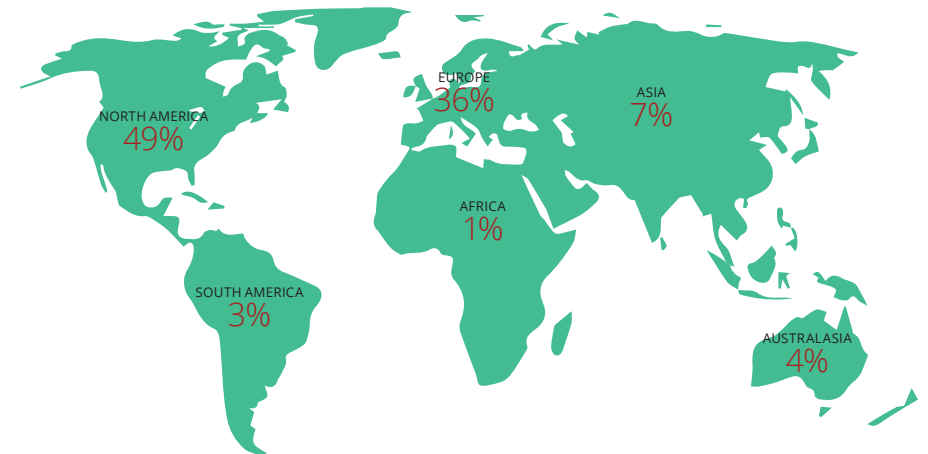 EUROPE
36%
ASIA
7%
NORTH AMERICA
49%
AFRICA
1%
SOUTH AMERICA
3%
AUSTRALASIA
4%